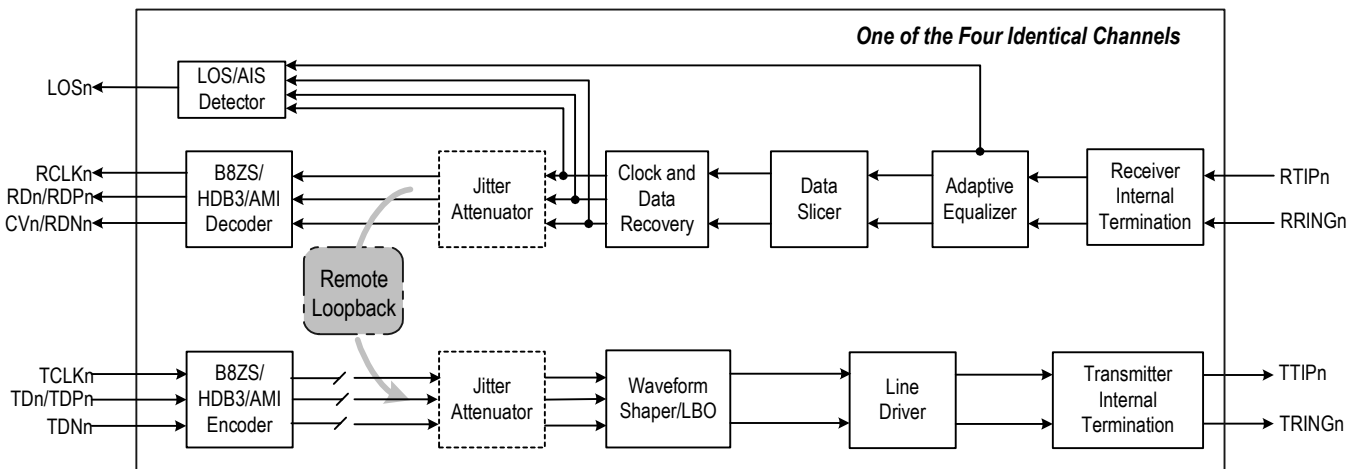 One of the Four Identical Channels
LOSn
LOS/AIS
Detector
RCLKn
RDn/RDPn
CVn/RDNn
B8ZS/
HDB3/AMI
Decoder
Jitter
Attenuator
Clock and
Data
Recovery
Data
Slicer
Adaptive
Equalizer
Receiver
Internal
Termination
RTIPn
RRINGn
Remote
Loopback
TCLKn
TDn/TDPn
TDNn
B8ZS/
HDB3/AMI
Encoder
Jitter
Attenuator
Waveform
Shaper/LBO
Line
Driver
Transmitter
Internal
Termination
TTIPn
TRINGn